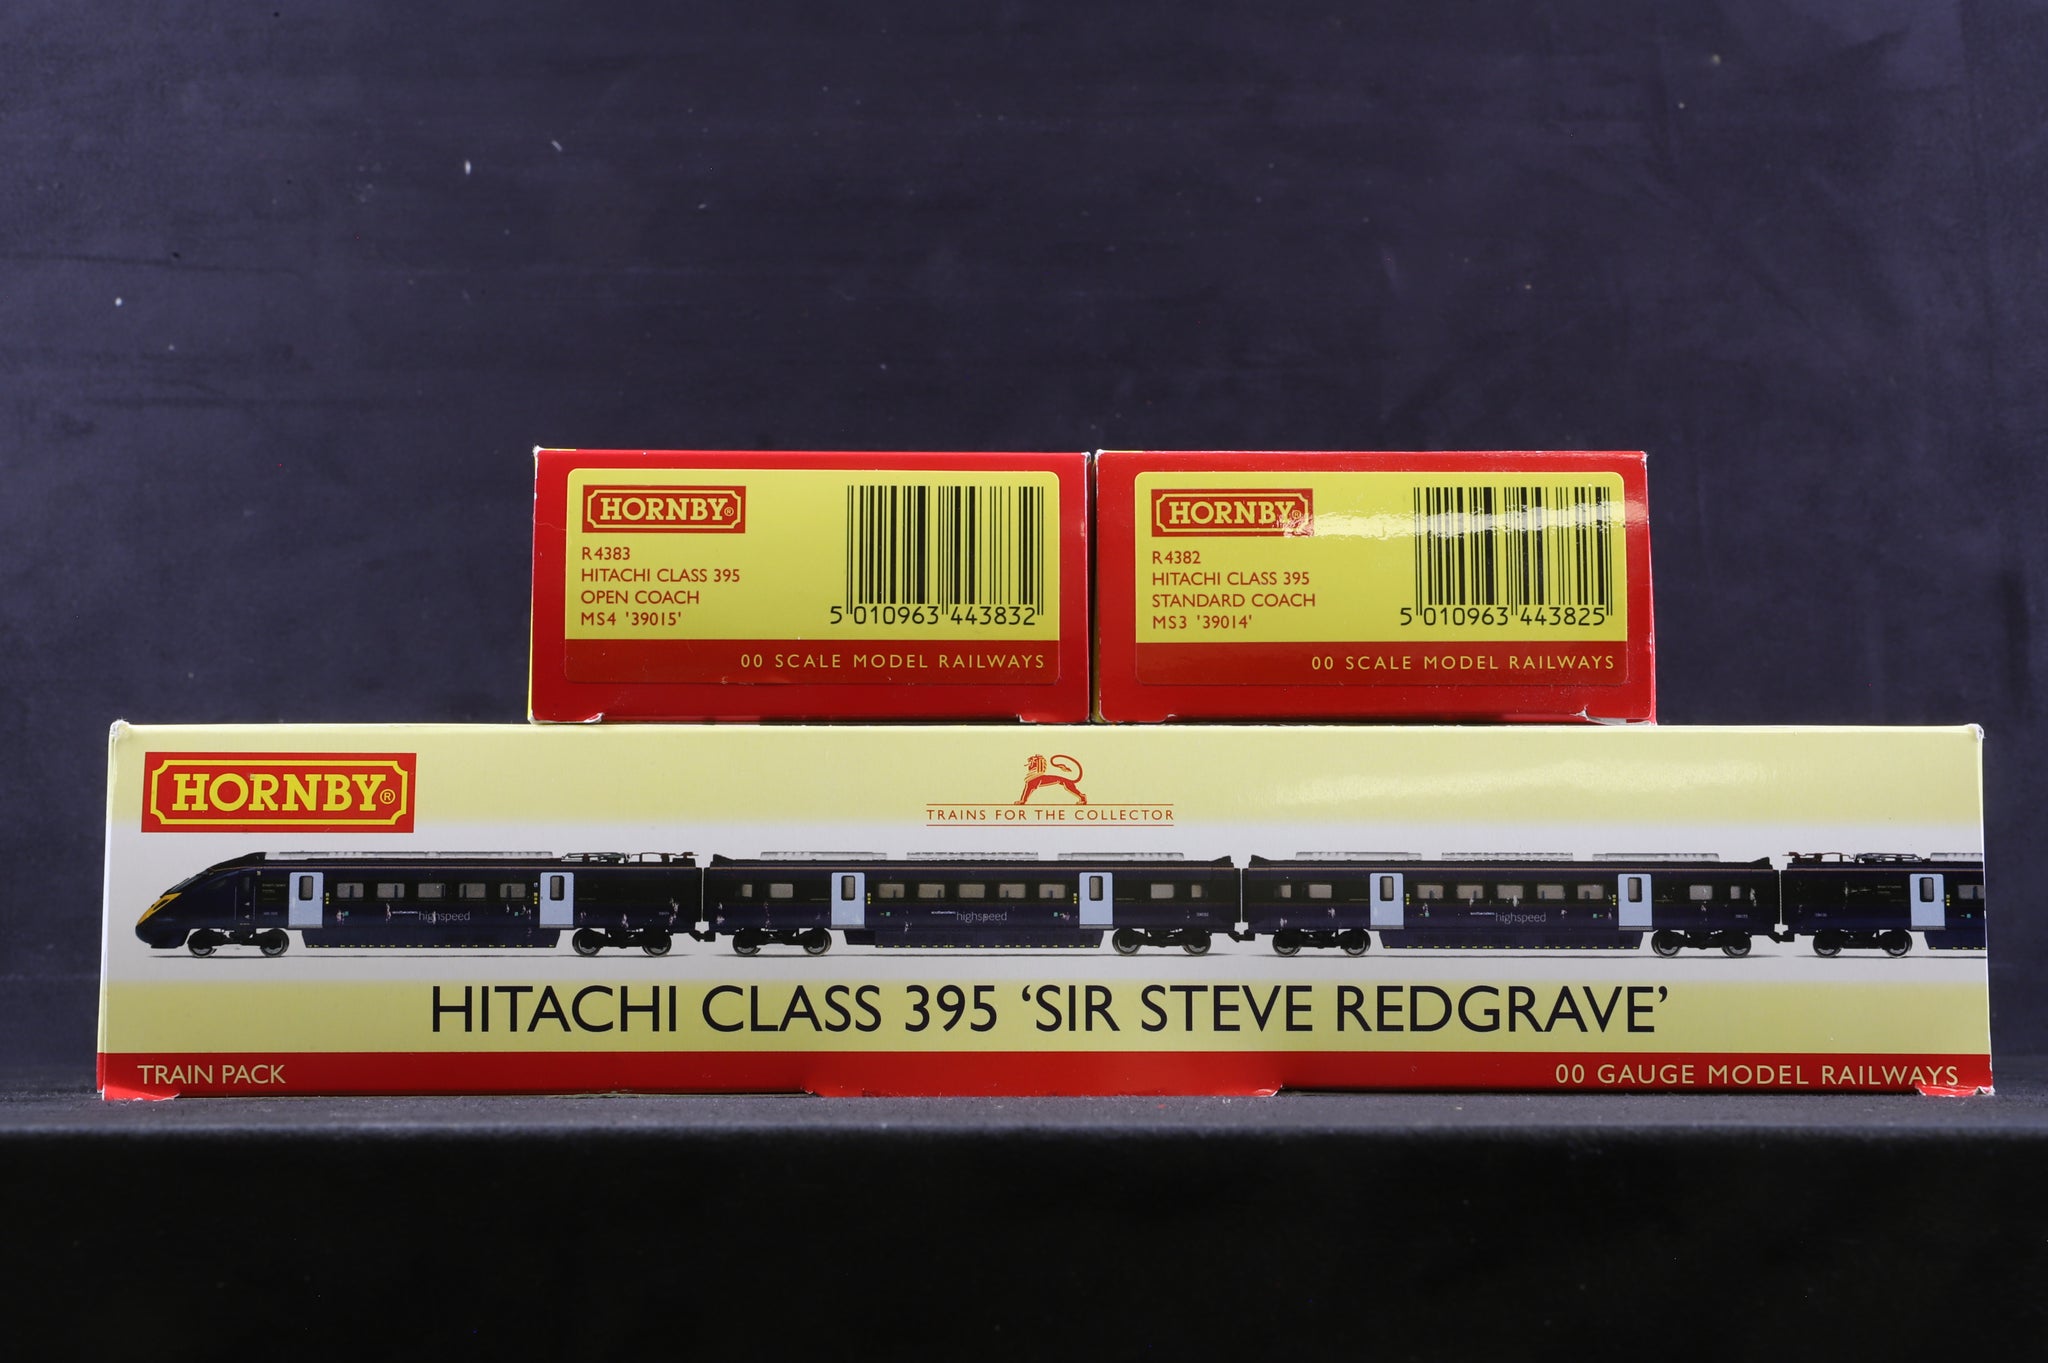 HORNBY®
R4383
HITACHI CLASS 395
OPEN COACH
MS4 '39015'
5 010963 443832
00 SCALE MODEL RAILWAYS
HORNBY®
R4382
HITACHI CLASS 395
STANDARD COACH
MS3 '39014'
5 010963 443825
00 SCALE MODEL RAILWAYS
HORNBY®
TRAINS FOR THE COLLECTOR
highspeed
highspeed
highspeed
HITACHI CLASS 395 ‘SIR STEVE REDGRAVE’
TRAIN PACK
00 GAUGE MODEL RAILWAYS